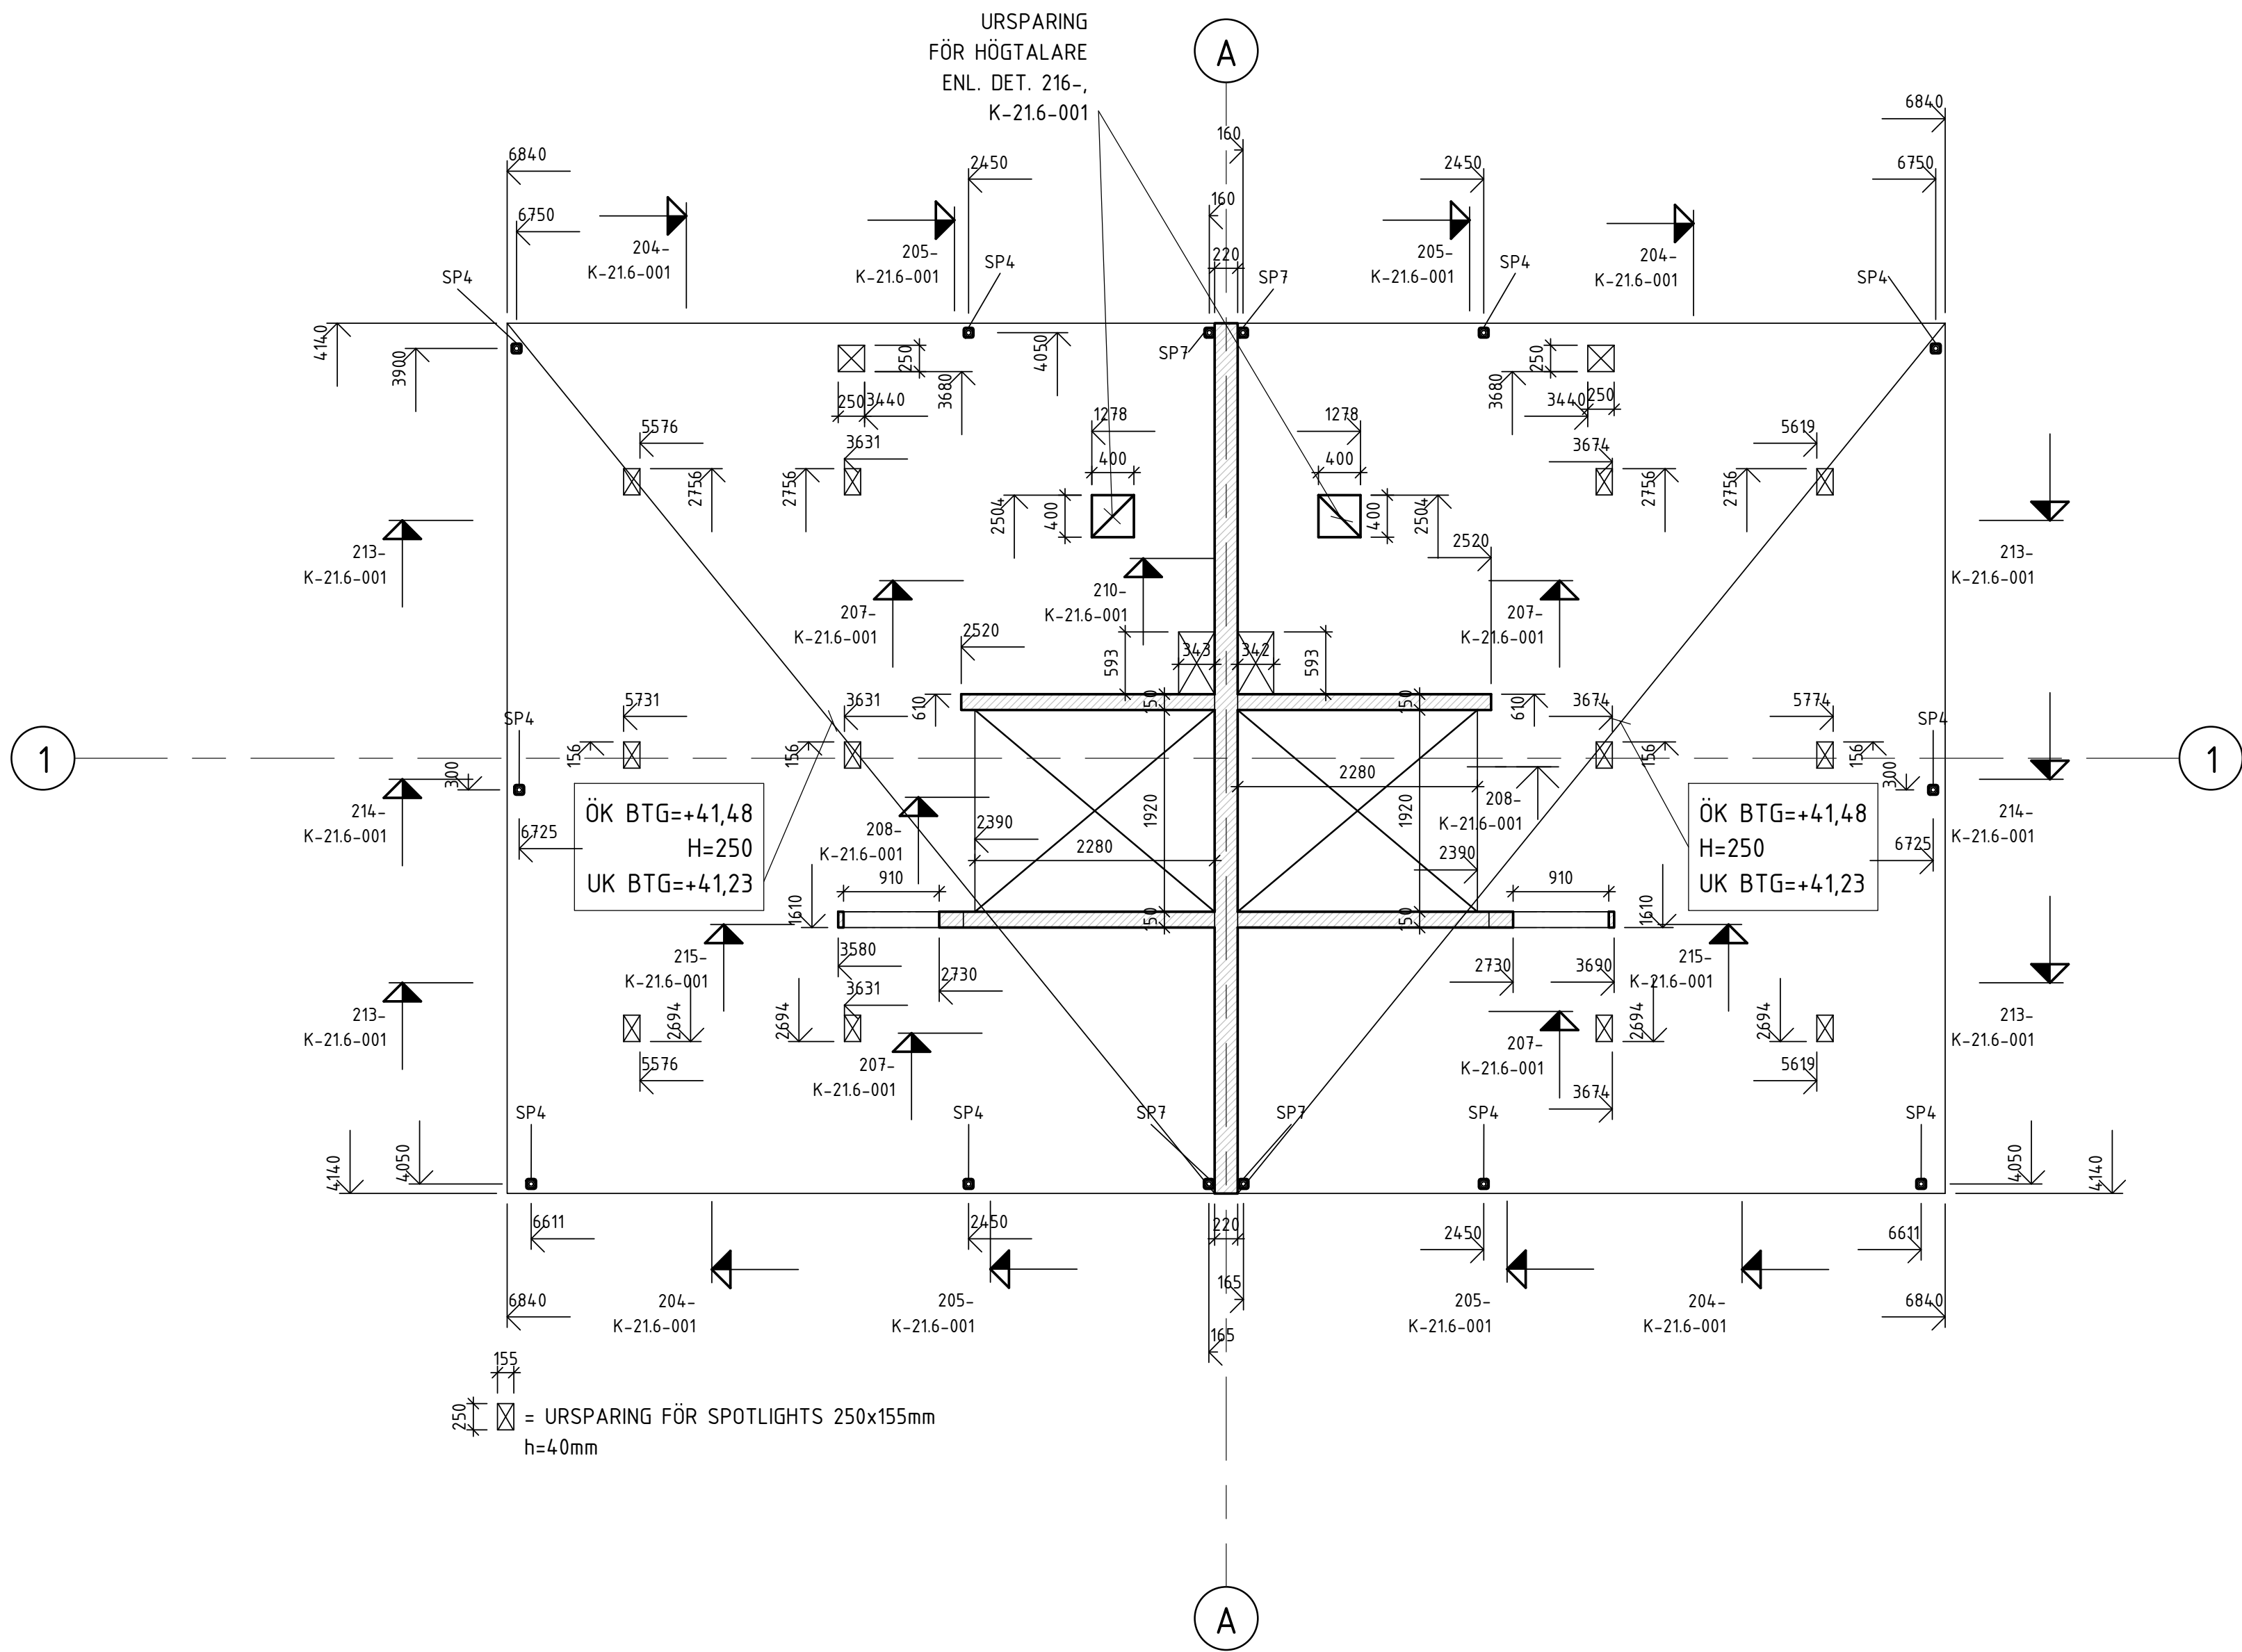 URSPARING
FÖR HÖGTALARE
ENL. DET. 216-,
K-21.6-001
A
6840
160
6840
2450
2450
6750
6750
160
204-
K-21.6-001
205-
K-21.6-001
220
205-
K-21.6-001
204-
K-21.6-001
SP4
SP4
SP7
SP4
SP4
4140
3900
250
4050
SP7
250
3680
3680
250
3440
3440
250
1278
1278
5576
3631
3674
5619
2756
2756
400
400
2756
2756
2504
400
400
2504
2520
213-
K-21.6-001
213-
K-21.6-001
210-
K-21.6-001
207-
K-21.6-001
207-
K-21.6-001
2520
593
343
342
593
5731
3631
610
150
150
610
3674
5774
SP4
SP4
1
156
156
156
156
1
300
300
2280
214-
K-21.6-001
ÖK BTG=+41,48
H=250
UK BTG=+41,23
208-
K-21.6-001
2390
1920
1920
208-
K-21.6-001
ÖK BTG=+41,48
H=250
UK BTG=+41,23
214-
K-21.6-001
6725
2280
2390
6725
910
910
1610
150
150
1610
215-
K-21.6-001
3580
2730
2730
3690
215-
K-21.6-001
3631
2694
2694
2694
2694
213-
K-21.6-001
213-
K-21.6-001
5576
207-
K-21.6-001
207-
K-21.6-001
5619
3674
SP4
SP4
SP7
SP7
SP4
SP4
4140
4050
4050
4140
6611
2450
220
2450
6611
6840
204-
K-21.6-001
205-
K-21.6-001
165
165
205-
K-21.6-001
204-
K-21.6-001
6840
155
250
= URSPARING FÖR SPOTLIGHTS 250x155mm
h=40mm
A